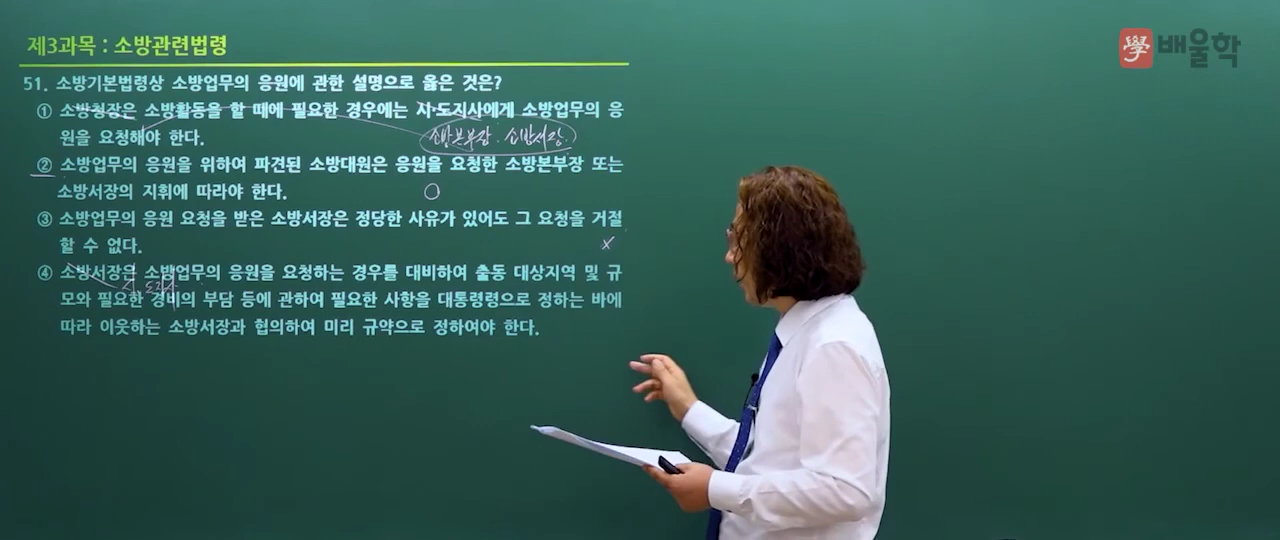 제3과목 : 소방관련법령
學 배울학
51. 소방기본법령상 소방업무의 응원에 관한 설명으로 옳은 것은?
① 소방청장은 소방활동을 할 때에 필요한 경우에는 시·도지사에게 소방업무의 응
원을 요청해야 한다.
소방본부장·소방서장
② 소방업무의 응원을 위하여 파견된 소방대원은 응원을 요청한 소방본부장 또는
소방서장의 지휘에 따라야 한다.
○
③ 소방업무의 응원 요청을 받은 소방서장은 정당한 사유가 있어도 그 요청을 거절
할 수 없다.
×
④ 소방서장은 소방업무의 응원을 요청하는 경우를 대비하여 출동 대상지역 및 규
시·도지사
모와 필요한 경비의 부담 등에 관하여 필요한 사항을 대통령령으로 정하는 바에
따라 이웃하는 소방서장과 협의하여 미리 규약으로 정하여야 한다.